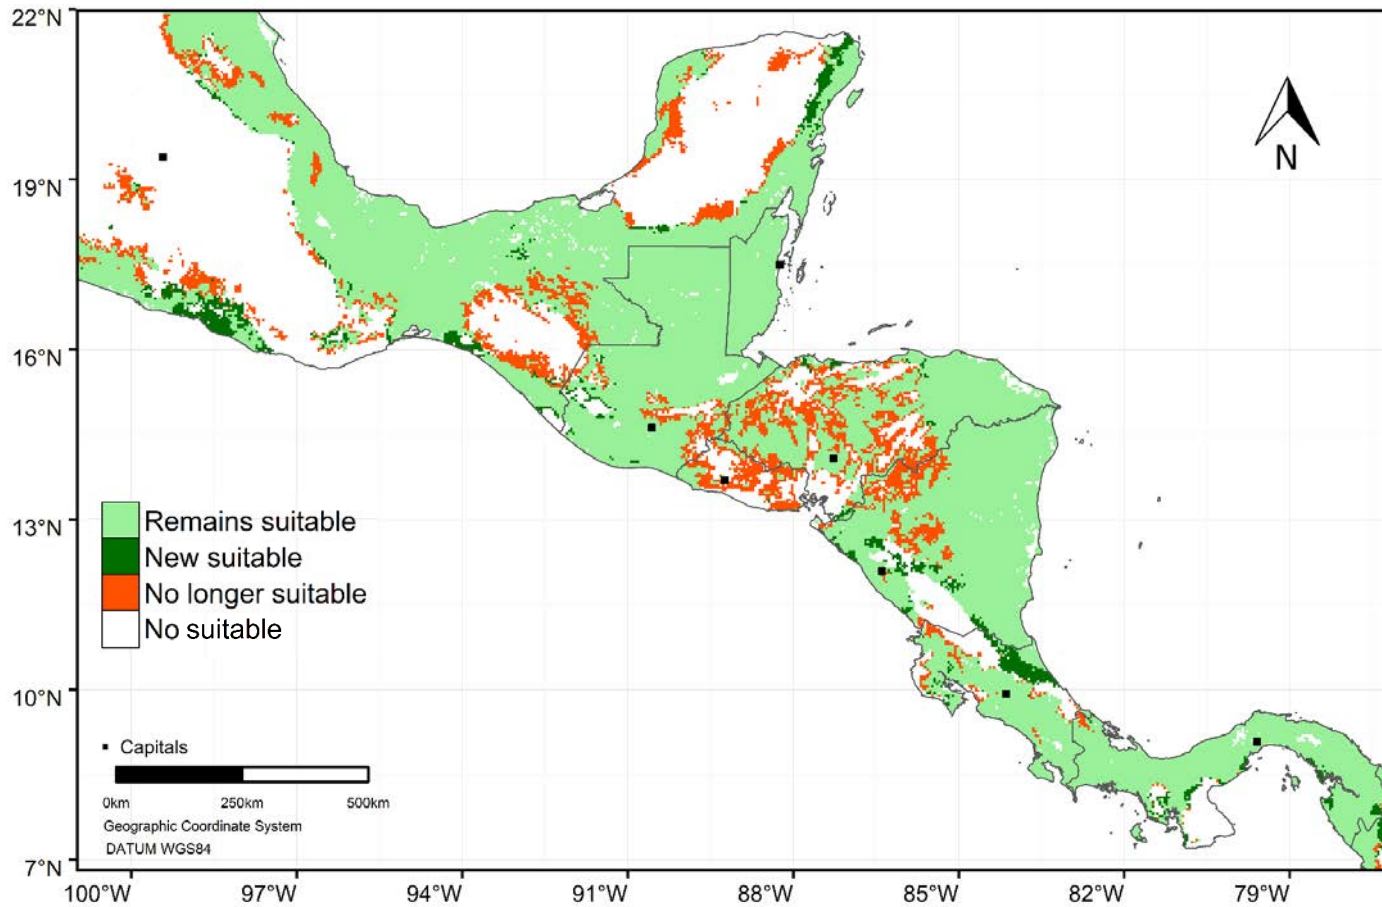 22°N
19°N
16°N
13°N
10°N
7°N
N
Remains suitable
New suitable
No longer suitable
No suitable
Capitals
0km 250km 500km
Geographic Coordinate System
DATUM WGS84
100°W 97°W 94°W 91°W 88°W 85°W 82°W 79°W